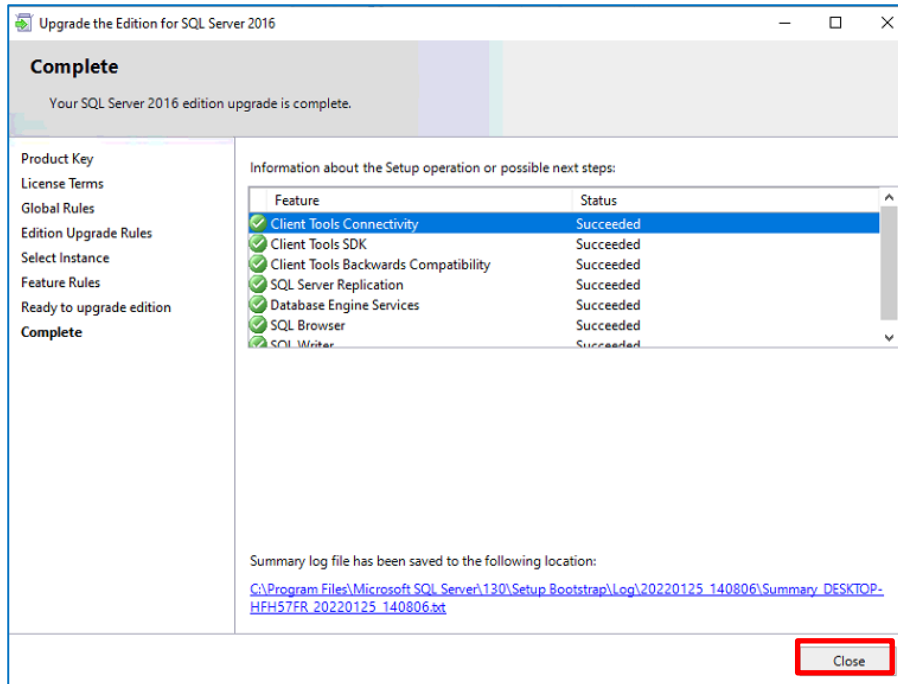 Upgrade the Edition for SQL Server 2016
Complete
Your SQL Server 2016 edition upgrade is complete.
Product Key
License Terms
Global Rules
Edition Upgrade Rules
Select Instance
Feature Rules
Ready to upgrade edition
Complete
Information about the Setup operation or possible next steps:
Feature Status
Client Tools Connectivity Succeeded
Client Tools SDK Succeeded
Client Tools Backwards Compatibility Succeeded
SQL Server Replication Succeeded
Database Engine Services Succeeded
SQL Browser Succeeded
SQL Writer Succeeded
Summary log file has been saved to the following location:
C:\Program Files\Microsoft SQL Server\130\Setup Bootstrap\Log\20220125_140806\Summary_DESKTOP-
HFH57FR_20220125_140806.txt
Close